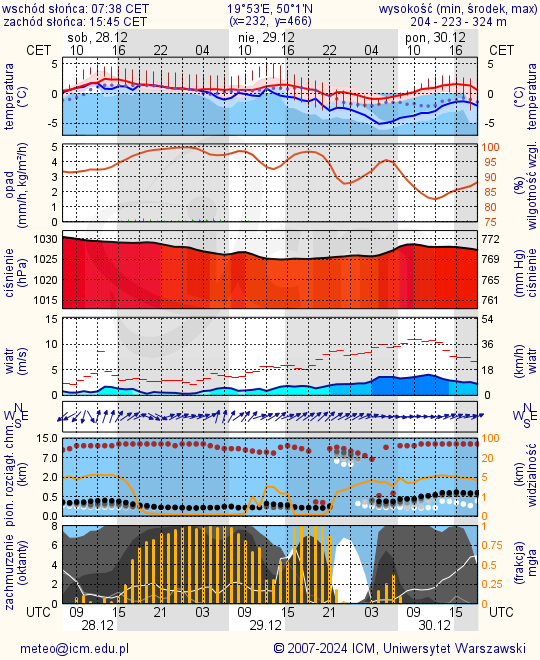 wschód słońca: 07:38 CET 19°53'E, 50°1'N wysokość (min, środek, max)
zachód słońca: 15:45 CET (x=232, y=466) 204 - 223 - 324 m
sob, 28.12 nie, 29.12 pon, 30.12
CET 10 16 22 04 10 16 22 04 10 16 CET
temperatura (°C) 5 0 -5 5 0 -5 (°C) temperatura
opad (mm/h, kg/m²/h) 5 4 3 2 1 0 100 95 90 85 80 75 (%) wilgotność wzgl.
ciśnienie (hPa) 1030 1025 1020 1015 772 769 765 761 (mm Hg) ciśnienie
wiatr (m/s) 15 10 5 0 54 36 18 0 (km/h) wiatr
N W E S N W E S
pion. rozciągł. chm. (km) 15.0 7.0 2.0 0.5 0.0 100 20 5 1 0 (km) widzialność
zachmurzenie (oktanty) 8 6 4 2 0 1 0.75 0.5 0.25 0 (frakcja) mgła
UTC 09 15 21 03 09 15 21 03 09 15 UTC
28.12 29.12 30.12
meteo@icm.edu.pl © 2007-2024 ICM, Uniwersytet Warszawski